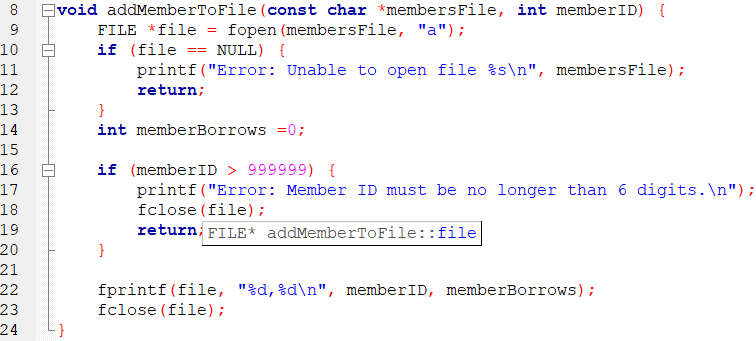 8 void addMemberToFile(const char *membersFile, int memberID) {
9 FILE *file = fopen(membersFile, "a");
10 if (file == NULL) {
11 printf("Error: Unable to open file %s\n", membersFile);
12 return;
13 }
14 int memberBorrows =0;
15
16 if (memberID > 999999) {
17 printf("Error: Member ID must be no longer than 6 digits.\n");
18 fclose(file);
19 return; FILE* addMemberToFile::file
20 }
21
22 fprintf(file, "%d,%d\n", memberID, memberBorrows);
23 fclose(file);
24 }